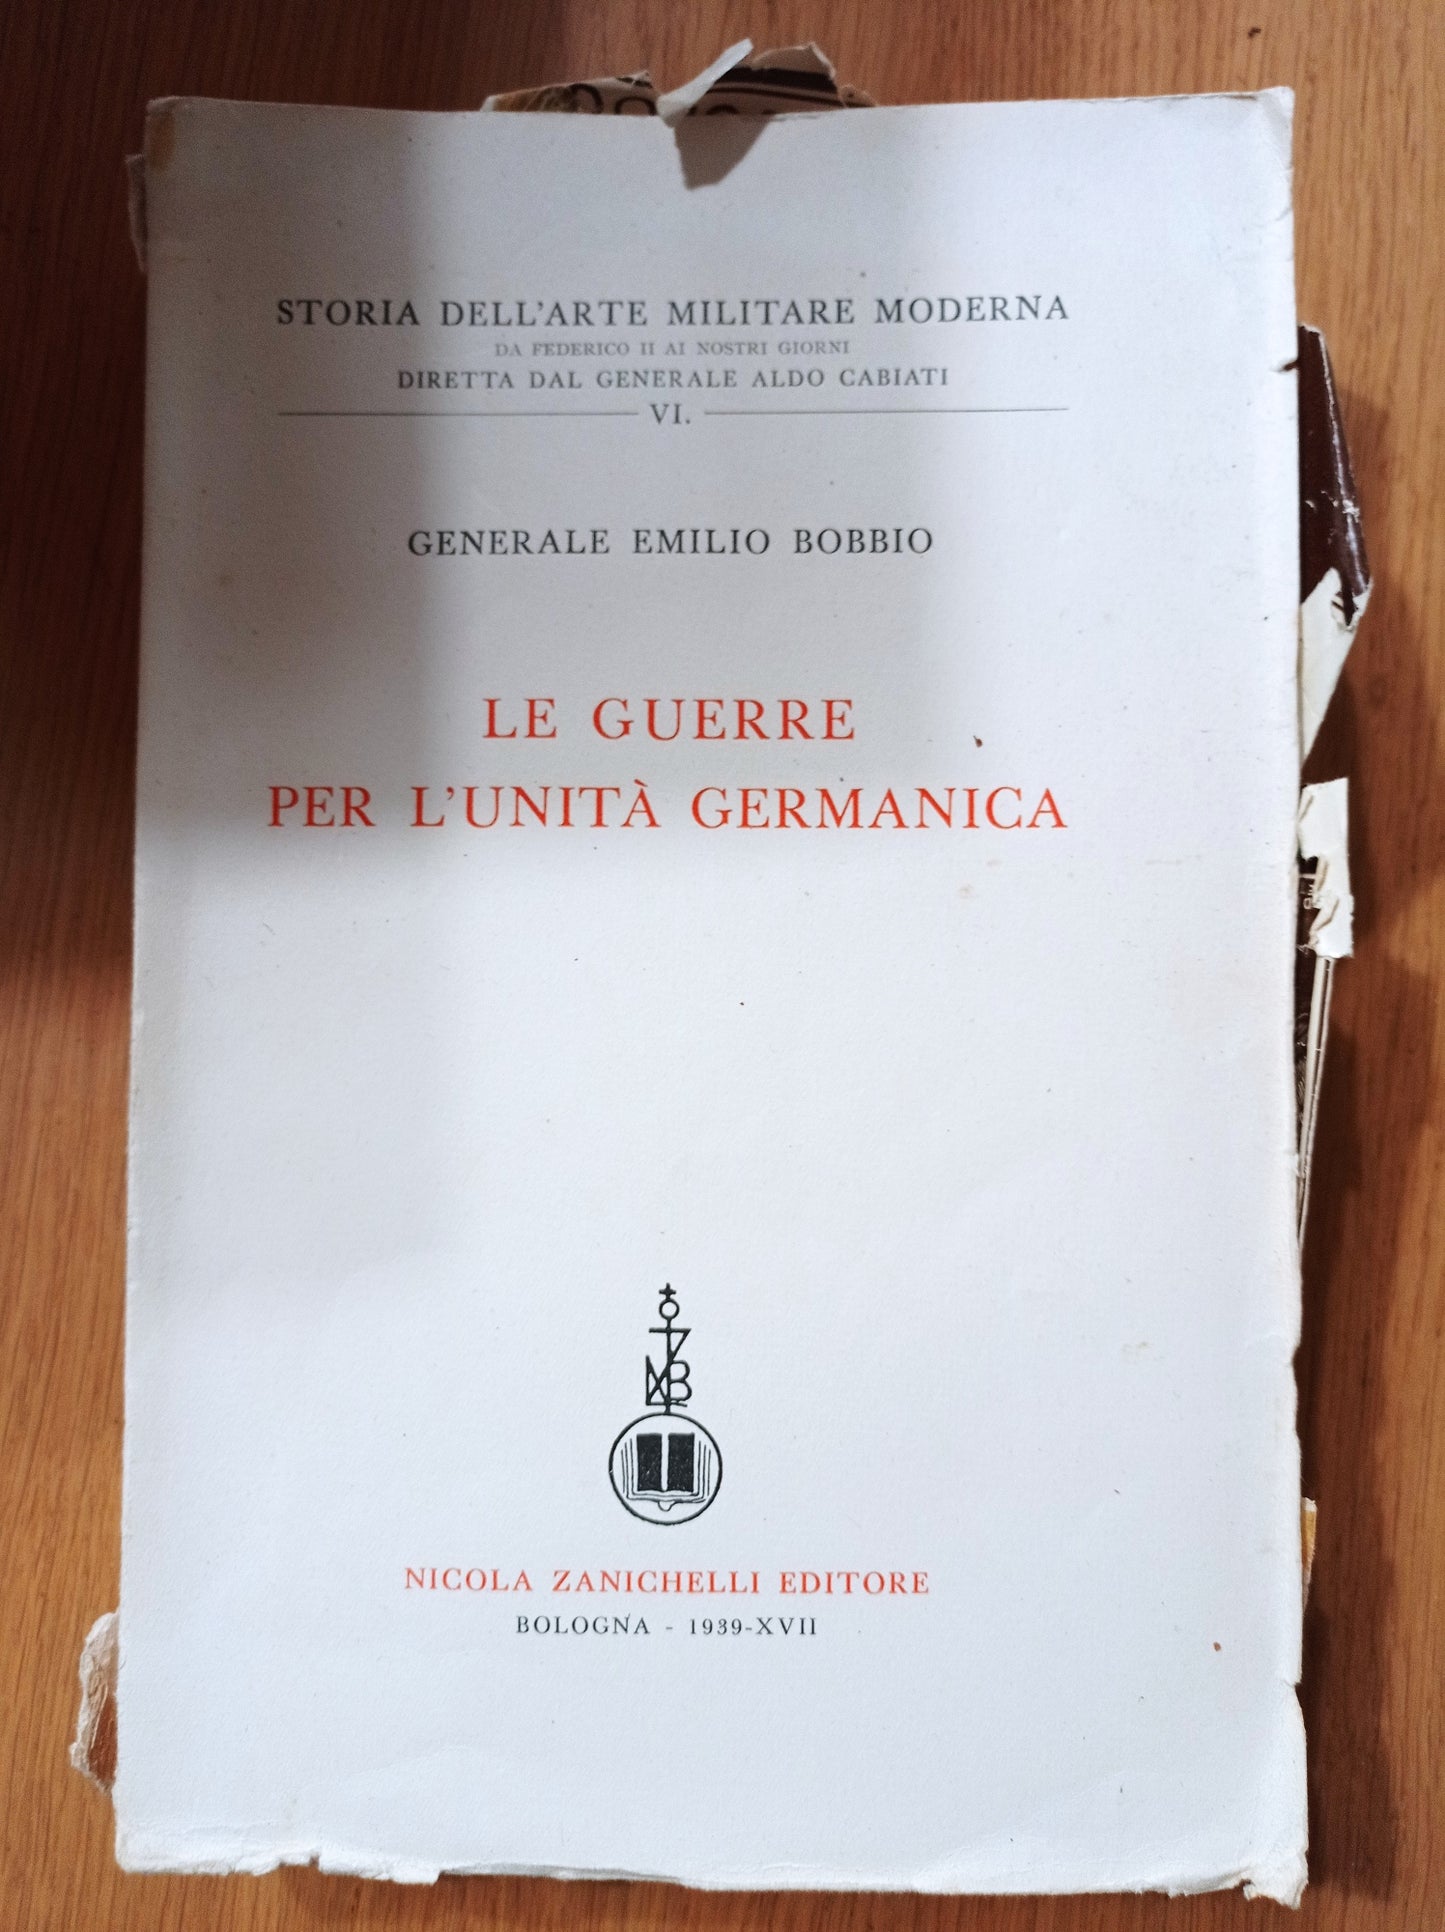 STORIA DELL'ARTE MILITARE MODERNA
DA FEDERICO II AI NOSTRI GIORNI
DIRETTA DAL GENERALE ALDO CABIATI
VI.
GENERALE EMILIO BOBBIO
LE GUERRE
PER L'UNITÀ GERMANICA
NICOLA ZANICHELLI EDITORE
BOLOGNA - 1939-XVII